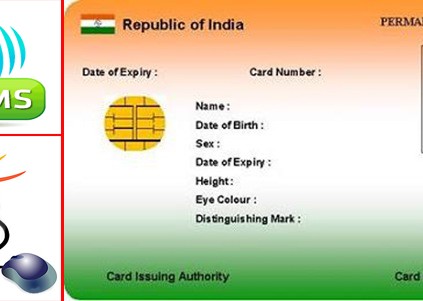 MS
Republic of India
PERMA
Date of Expiry :
Card Number :
Name :
Date of Birth :
Sex :
Date of Expiry :
Height :
Eye Colour :
Distinguishing Mark :
Card Issuing Authority
Card